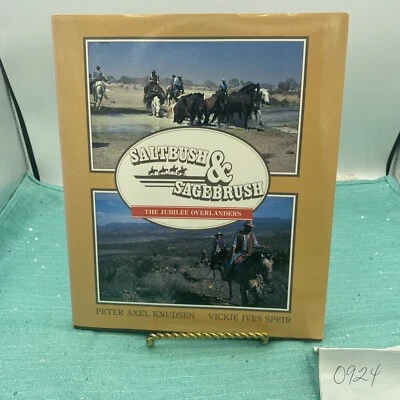 SALTBUSH
&
SAGEBRUSH
THE JUBILEE OVERLANDERS
PETER AXEL KNUDSEN VICKIE IVES SPEIR
0924